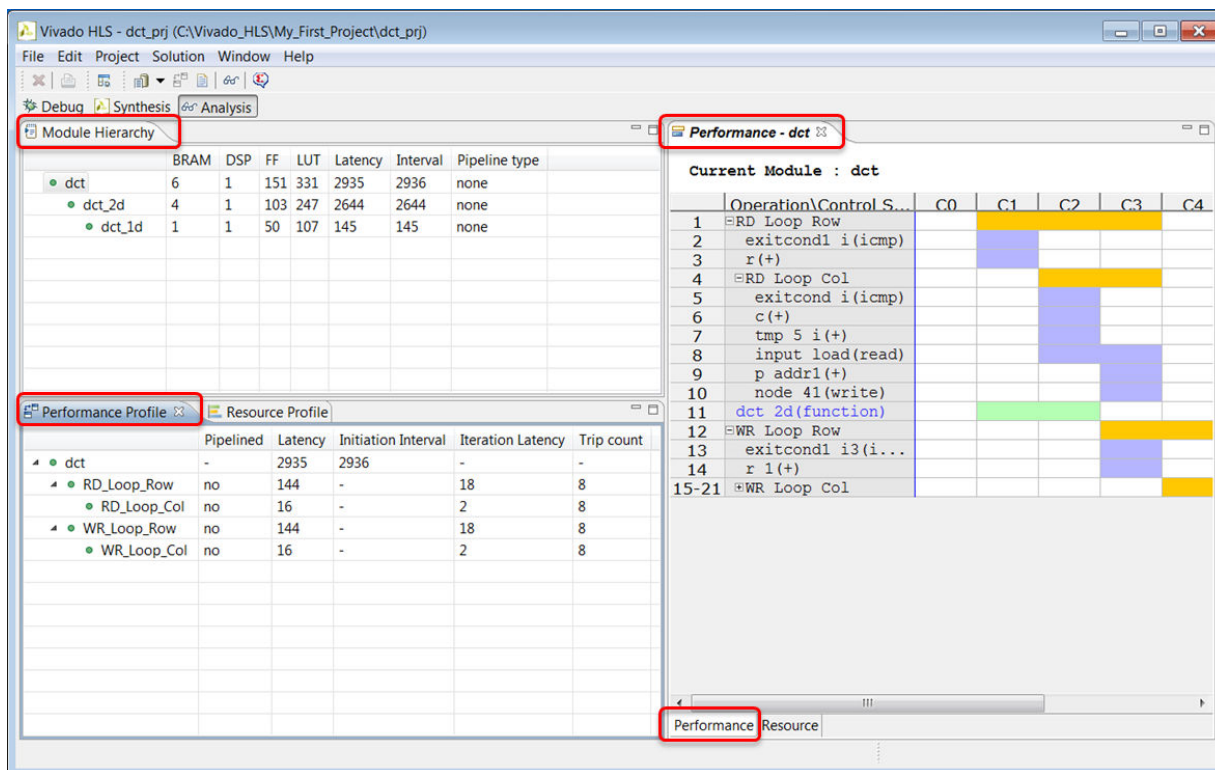 Vivado HLS - dct_prj (C:\Vivado_HLS\My_First_Project\dct_prj)
File Edit Project Solution Window Help
Debug Synthesis Analysis
Module Hierarchy
BRAM DSP FF LUT Latency Interval Pipeline type
dct 6 1 151 331 2935 2936 none
dct_2d 4 1 103 247 2644 2644 none
dct_1d 1 1 50 107 145 145 none
Performance Profile Resource Profile
Pipelined Latency Initiation Interval Iteration Latency Trip count
dct - 2935 2936 - -
RD_Loop_Row no 144 - 18 8
RD_Loop_Col no 16 - 2 8
WR_Loop_Row no 144 - 18 8
WR_Loop_Col no 16 - 2 8
Performance - dct
Current Module : dct
Operation\Control S... C0 C1 C2 C3 C4
1 RD Loop Row
2 exitcond1 i(icmp)
3 r(+)
4 RD Loop Col
5 exitcond i(icmp)
6 c(+)
7 tmp 5 i(+)
8 input load(read)
9 p addr1(+)
10 node 41(write)
11 dct 2d(function)
12 WR Loop Row
13 exitcond1 i3(i...
14 r 1(+)
15-21 WR Loop Col
Performance Resource